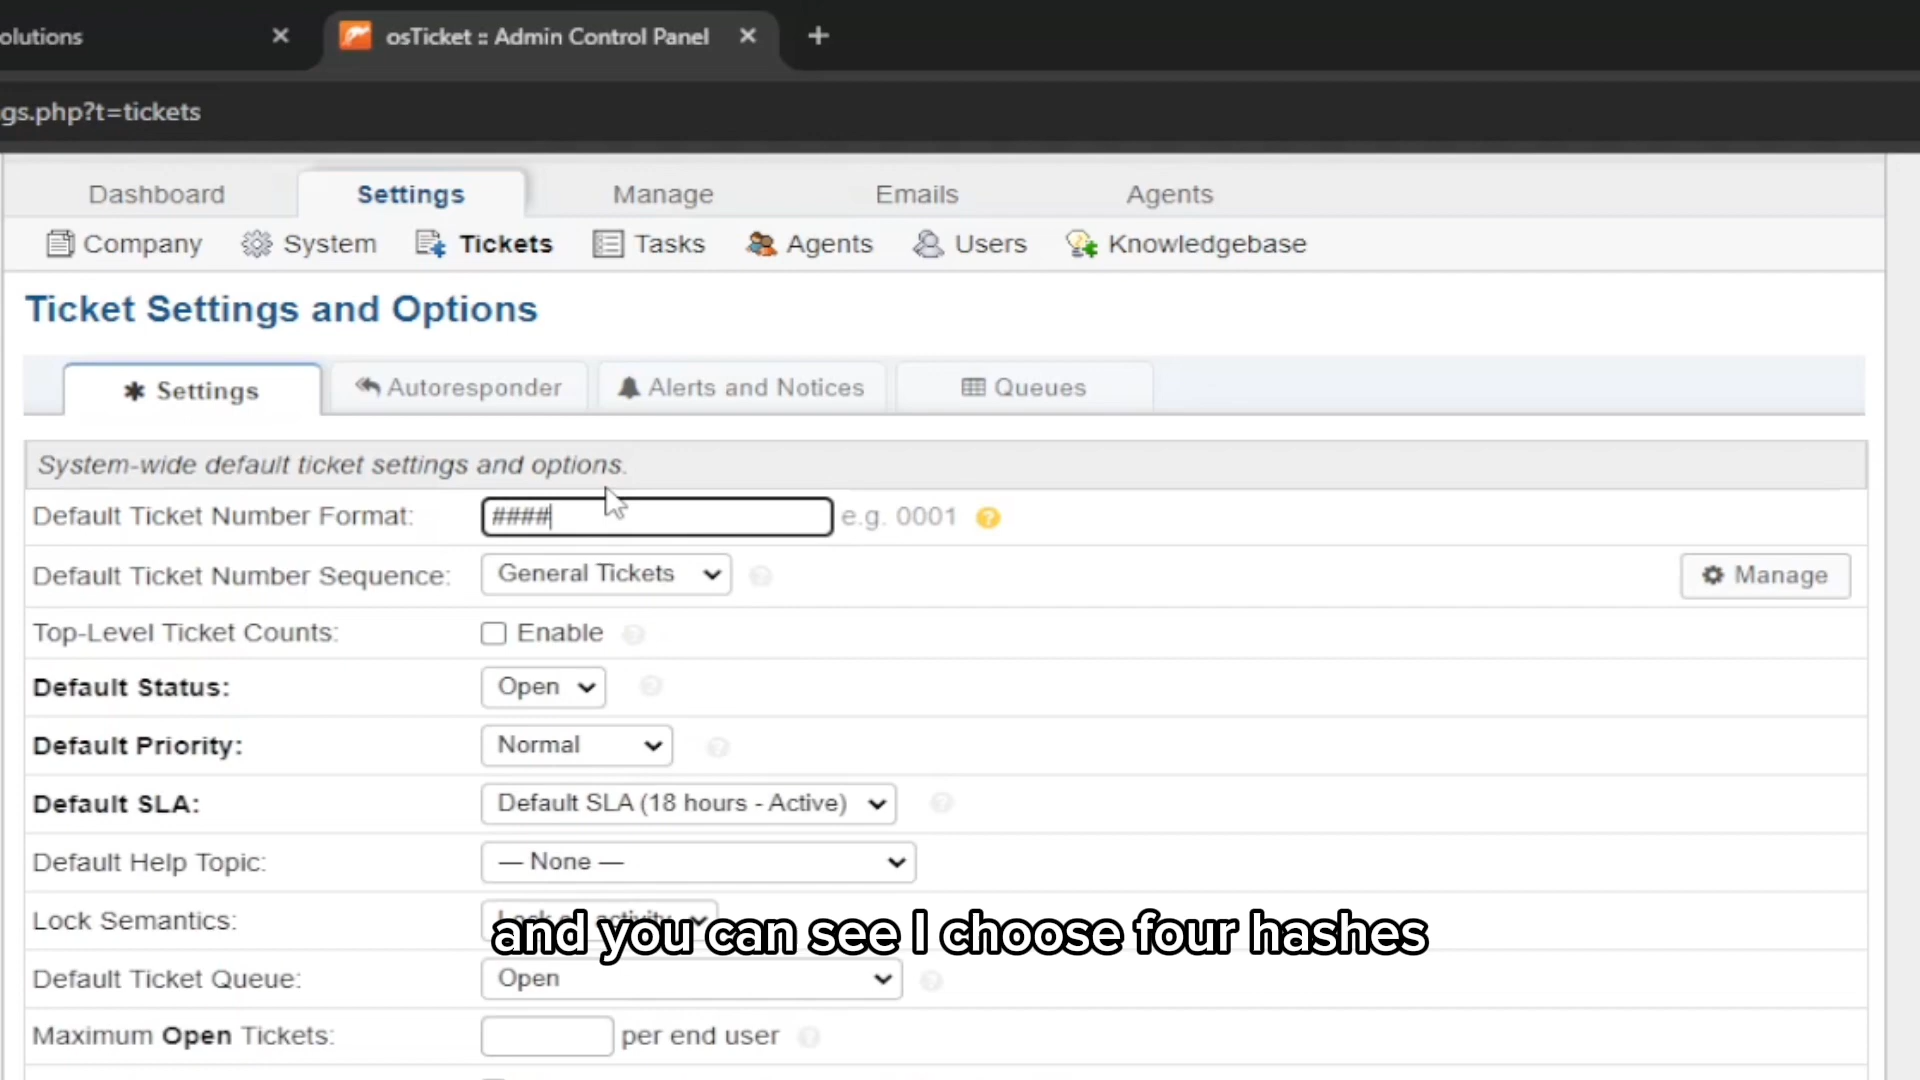 olutions
osTicket :: Admin Control Panel
gs.php?t=tickets
Dashboard Settings Manage Emails Agents
Company System Tickets Tasks Agents Users Knowledgebase
Ticket Settings and Options
Settings Autoresponder Alerts and Notices Queues
System-wide default ticket settings and options.
Default Ticket Number Format: #### e.g. 0001
Default Ticket Number Sequence: General Tickets Manage
Top-Level Ticket Counts: Enable
Default Status: Open
Default Priority: Normal
Default SLA: Default SLA (18 hours - Active)
Default Help Topic: — None —
Lock Semantics:
and you can see I choose four hashes
Default Ticket Queue: Open
Maximum Open Tickets: per end user